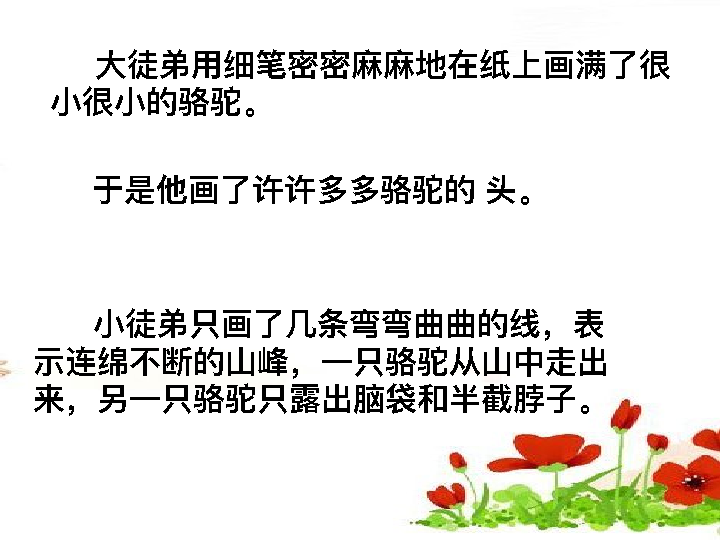 大徒弟用细笔密密麻麻地在纸上画满了很
小很小的骆驼。
于是他画了许许多多骆驼的 头。
小徒弟只画了几条弯弯曲曲的线，表
示连绵不断的山峰，一只骆驼从山中走出
来，另一只骆驼只露出脑袋和半截脖子。